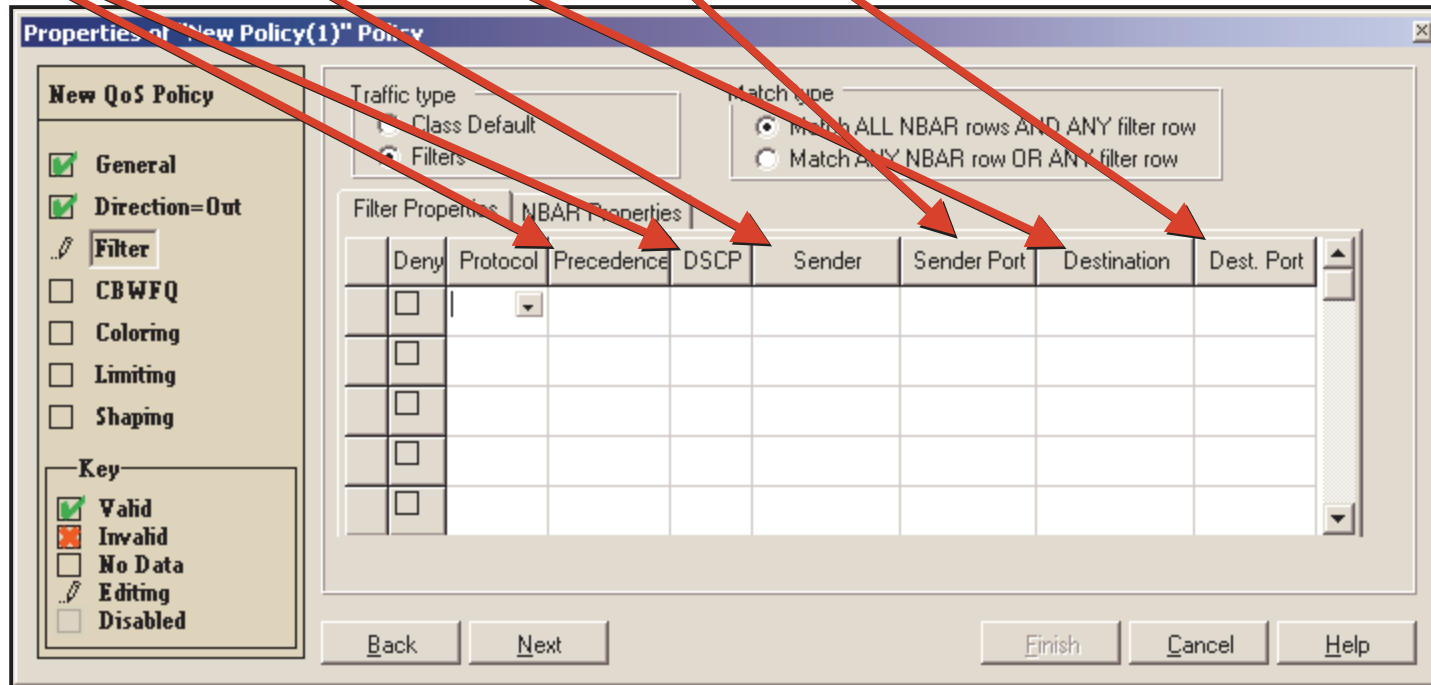 Properties of "New Policy(1)" Policy
New QoS Policy
General
Direction=Out
Filter
CBWFQ
Coloring
Limiting
Shaping
Key
Valid
Invalid
No Data
Editing
Disabled
Traffic type
Class Default
Filters
Match type
Match ALL NBAR rows AND ANY filter row
Match ANY NBAR row OR ANY filter row
Filter Properties NBAR Properties
Deny Protocol Precedence DSCP Sender Sender Port Destination Dest. Port
Back Next Finish Cancel Help